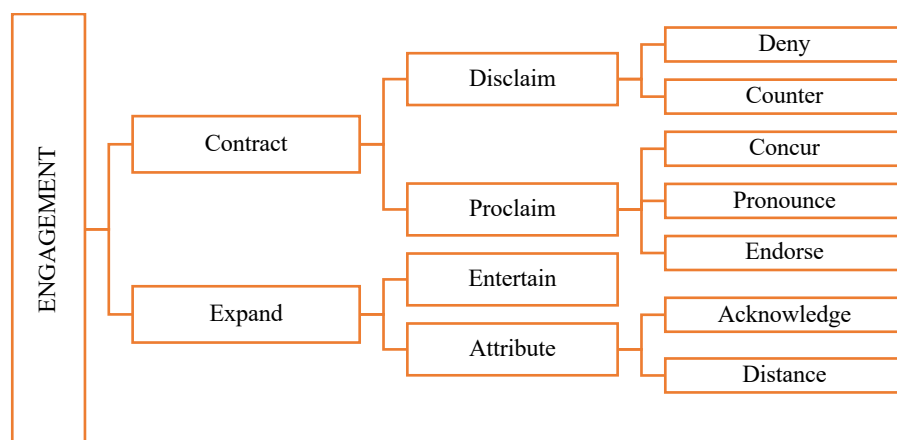 ENGAGEMENT
Contract
Disclaim
Deny
Counter
Proclaim
Concur
Pronounce
Endorse
Expand
Entertain
Attribute
Acknowledge
Distance